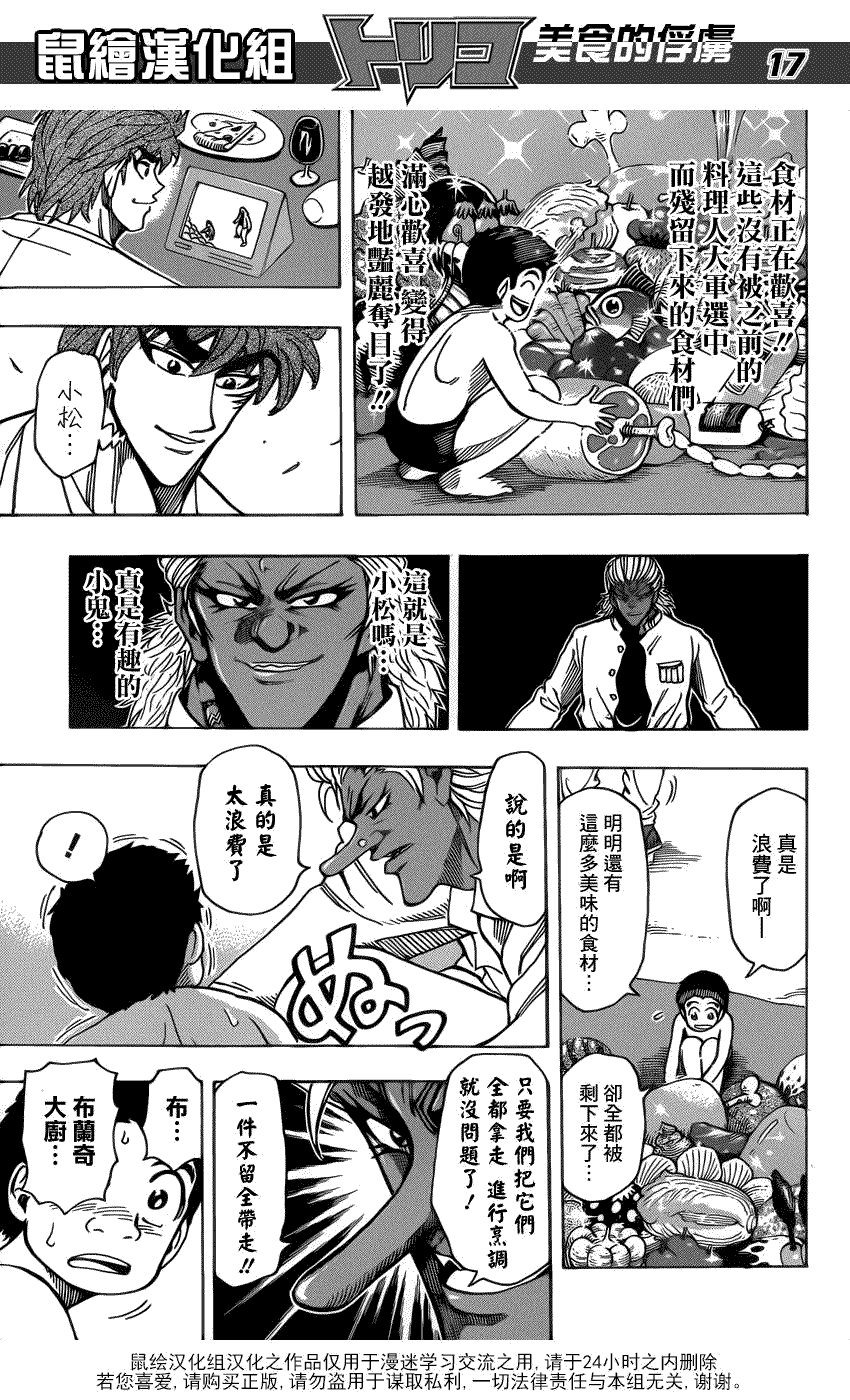 鼠繪漢化組
トリコ
美食的俘虜
17
食材正在歡喜!!
這些沒有被之前的
料理人大軍選中
而殘留下來的食材們
滿心歡喜 變得
越發地豔麗奪目了!!
小松…
這就是
小松嗎…
真是有趣的
小鬼…
真是
浪費了啊—
明明還有
這麼多美味的食材…
卻全都被
剩下來了…
說的是啊
真的是
太浪費了
!
ぬっ
只要我們把它們
全都拿走 進行烹調
就沒問題了!
一件不留全帶走!!
布…
布蘭奇
大廚
鼠绘汉化组汉化之作品仅用于漫迷学习交流之用,请于24小时之内删除
若您喜爱,请购买正版,请勿盗用于谋取私利,一切法律责任与本组无关,谢谢。